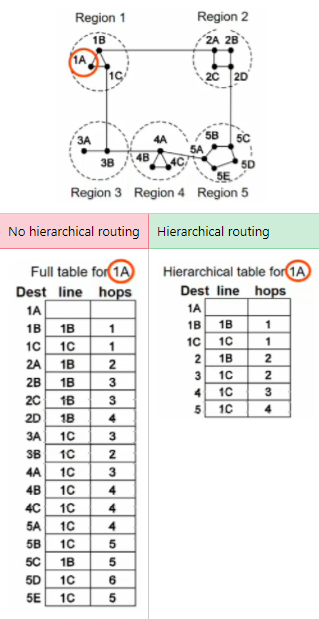 Region 1
Region 2
1B
2A 2B
1A
1C
2C 2D
3A
3B
4A
4B
4C
5A
5B
5C
5D
5E
Region 3 Region 4 Region 5
No hierarchical routing
Hierarchical routing
Full table for 1A
Dest line hops
1A
1B 1B 1
1C 1C 1
2A 1B 2
2B 1B 3
2C 1B 3
2D 1B 4
3A 1C 3
3B 1C 2
4A 1C 3
4B 1C 4
4C 1C 4
5A 1C 4
5B 1C 5
5C 1B 5
5D 1C 6
5E 1C 5
Hierarchical table for 1A
Dest line hops
1A
1B 1B 1
1C 1C 1
2 1B 2
3 1C 2
4 1C 3
5 1C 4